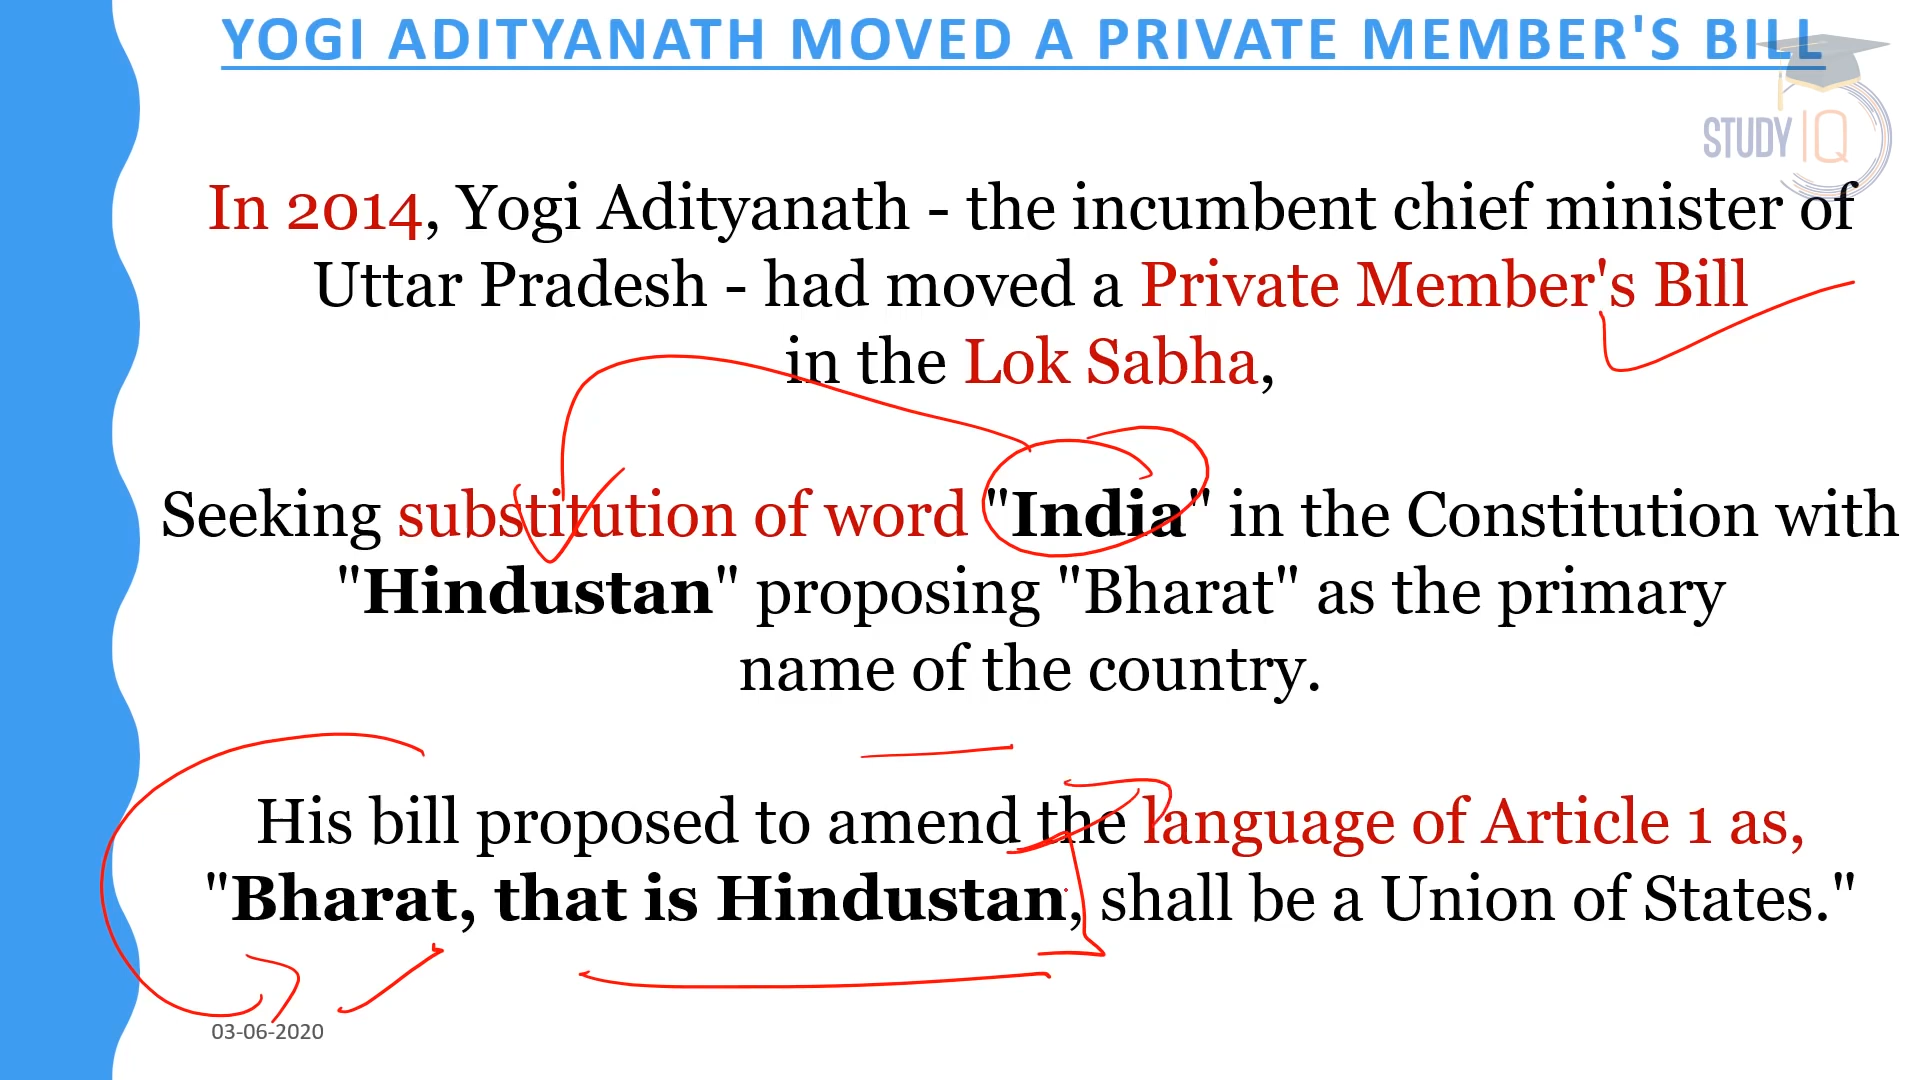 YOGI ADITYANATH MOVED A PRIVATE MEMBER'S BILL
STUDY IQ
In 2014, Yogi Adityanath - the incumbent chief minister of
Uttar Pradesh - had moved a Private Member's Bill
in the Lok Sabha,
Seeking substitution of word "India" in the Constitution with
"Hindustan" proposing "Bharat" as the primary
name of the country.
His bill proposed to amend the language of Article 1 as,
"Bharat, that is Hindustan, shall be a Union of States."
03-06-2020